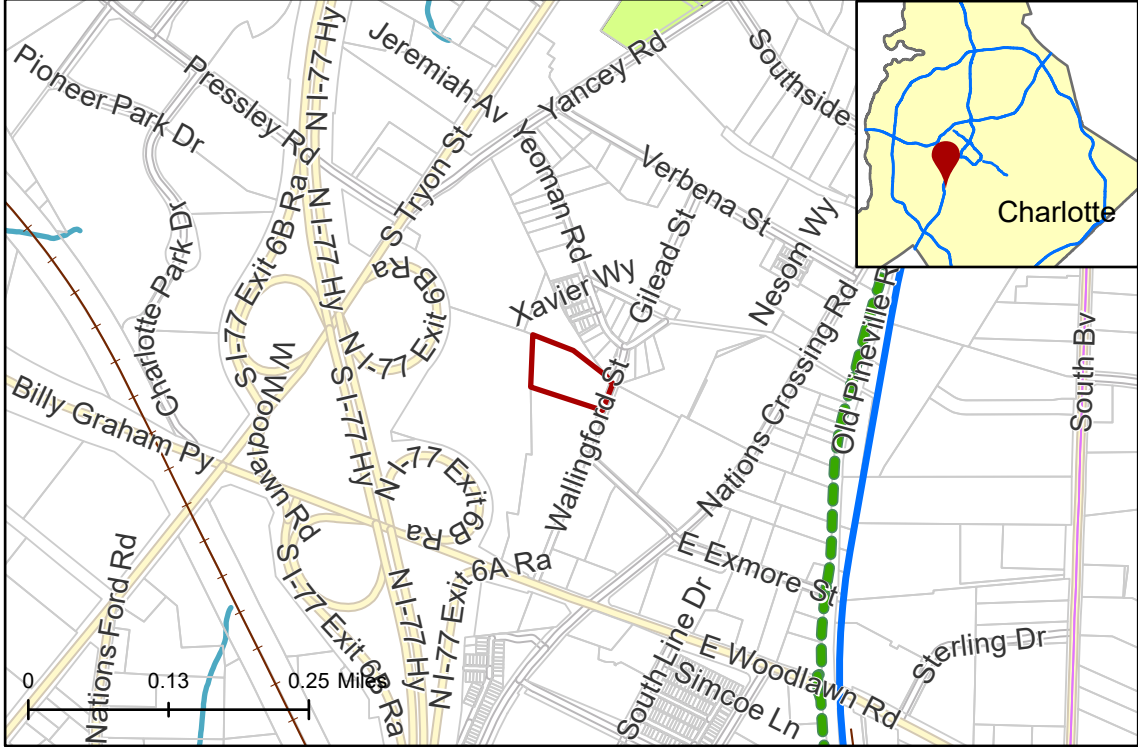 Pioneer Park Dr
Pressley Rd
N I-77 Hy
Jeremiah Av
Yancey Rd
Southside
Charlotte
S Tryon St
Yeoman Rd
Verbena St
Gilead St
Nesom Wy
Xavier Wy
Charlotte Park Dr
S I-77 Exit 6B Ra
N I-77 Hy
N I-77 Exit 6B Ra
W Woodlawn Rd
S I-77 Hy
Billy Graham Py
Wallingford St
Nations Crossing Rd
Old Pineville R
South Bv
N I-77 Exit 6B Ra
S I-77 Exit 6B Ra
N I-77 Hy
N I-77 Exit 6A Ra
E Exmore St
E Woodlawn Rd
South Line Dr
Simcoe Ln
Sterling Dr
Nations Ford Rd
0 0.13 0.25 Miles